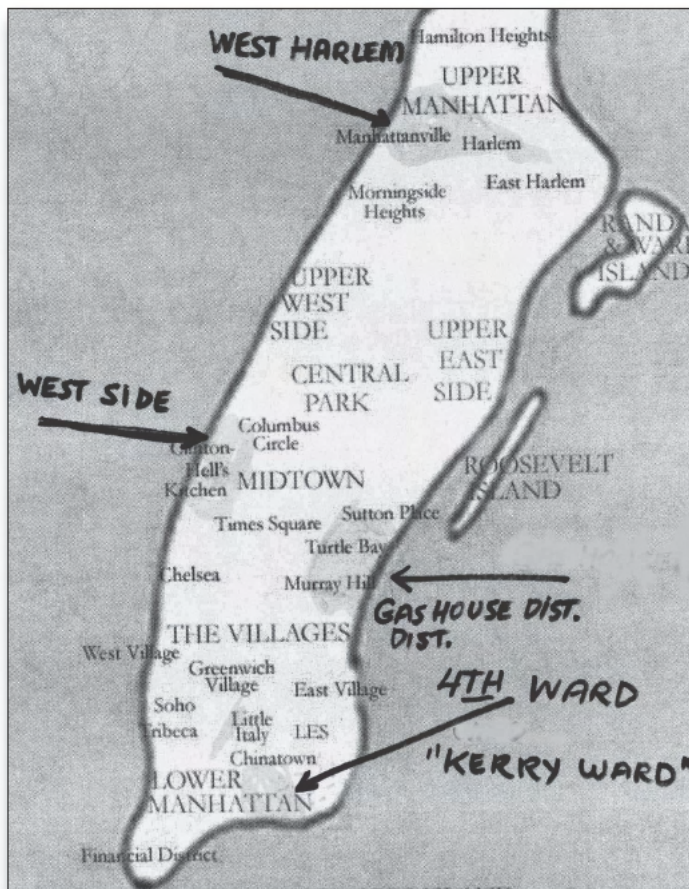 WEST HARLEM
Hamilton Heights
UPPER
MANHATTAN
Manhattanville
Harlem
East Harlem
Morningside
Heights
& WARD
ISLAND
UPPER
WEST
SIDE
UPPER
EAST
SIDE
CENTRAL
PARK
WEST SIDE
Columbus
Circle
Clinton-
Hell's
Kitchen
MIDTOWN
ROOSEVELT
ISLAND
Times Square
Sutton Place
Turtle Bay
Chelsea
Murray Hill
GAS HOUSE DIST.
DIST.
THE VILLAGES
West Village
Greenwich
Village
East Village
4TH WARD
Soho
Tribeca
Little
Italy
LES
Chinatown
"KERRY WARD"
LOWER
MANHATTAN
Financial District